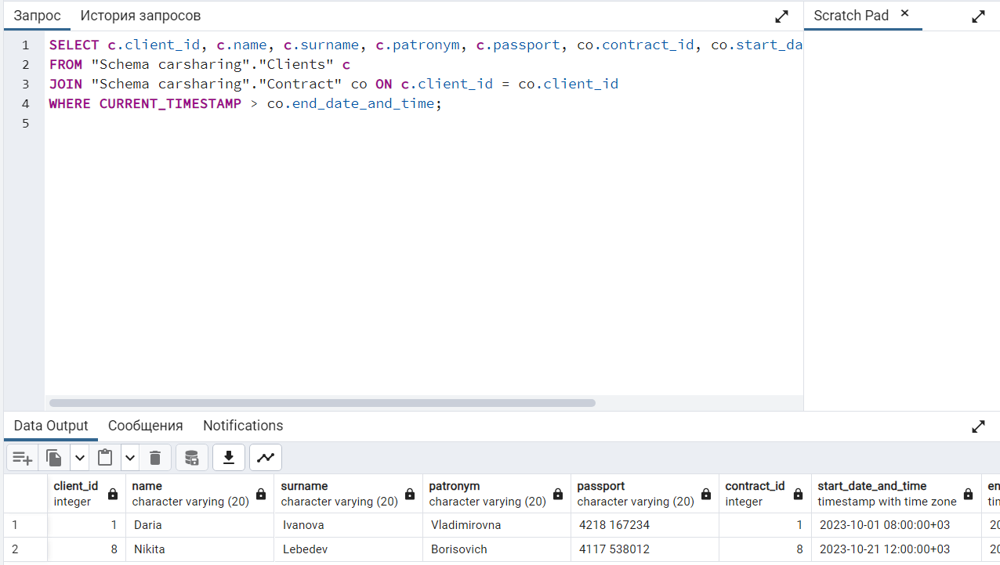 Запрос История запросов Scratch Pad ×
1 SELECT c.client_id, c.name, c.surname, c.patronym, c.passport, co.contract_id, co.start_da
2 FROM "Schema carsharing"."Clients" c
3 JOIN "Schema carsharing"."Contract" co ON c.client_id = co.client_id
4 WHERE CURRENT_TIMESTAMP > co.end_date_and_time;
5
Data Output Сообщения Notifications
client_id name surname patronym passport contract_id start_date_and_time en
integer character varying (20) character varying (20) character varying (20) character varying (20) integer timestamp with time zone tim
1 1 Daria Ivanova Vladimirovna 4218 167234 1 2023-10-01 08:00:00+03 20
2 8 Nikita Lebedev Borisovich 4117 538012 8 2023-10-21 12:00:00+03 20